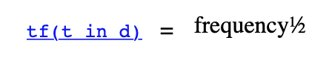 tf(t in d) = frequency½